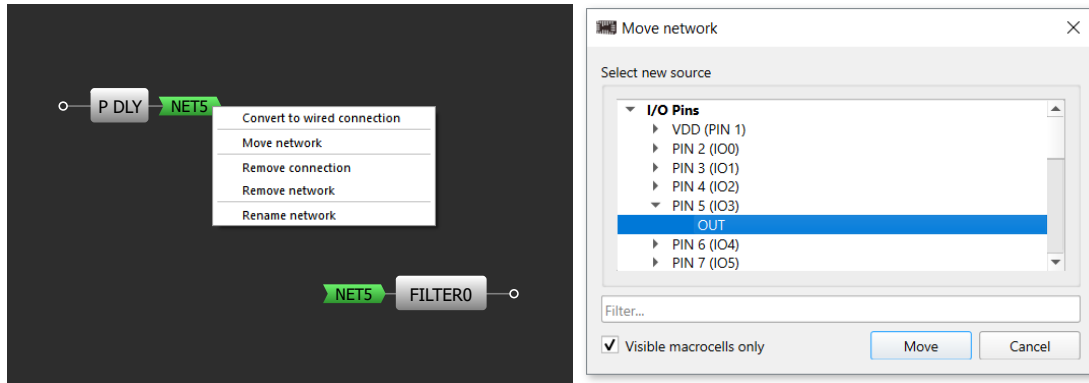 P DLY
NET5
Convert to wired connection
Move network
Remove connection
Remove network
Rename network
NET5
FILTER0
Move network
Select new source
I/O Pins
VDD (PIN 1)
PIN 2 (IO0)
PIN 3 (IO1)
PIN 4 (IO2)
PIN 5 (IO3)
OUT
PIN 6 (IO4)
PIN 7 (IO5)
Filter...
Visible macrocells only
Move
Cancel